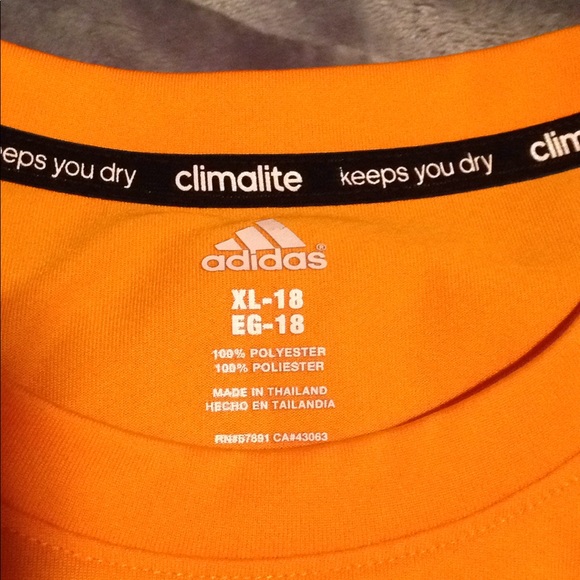 eps you dry climalite keeps you dry clim
adidas®
XL-18
EG-18
100% POLYESTER
100% POLIESTER
MADE IN THAILAND
HECHO EN TAILANDIA
RN#57891 CA#43063